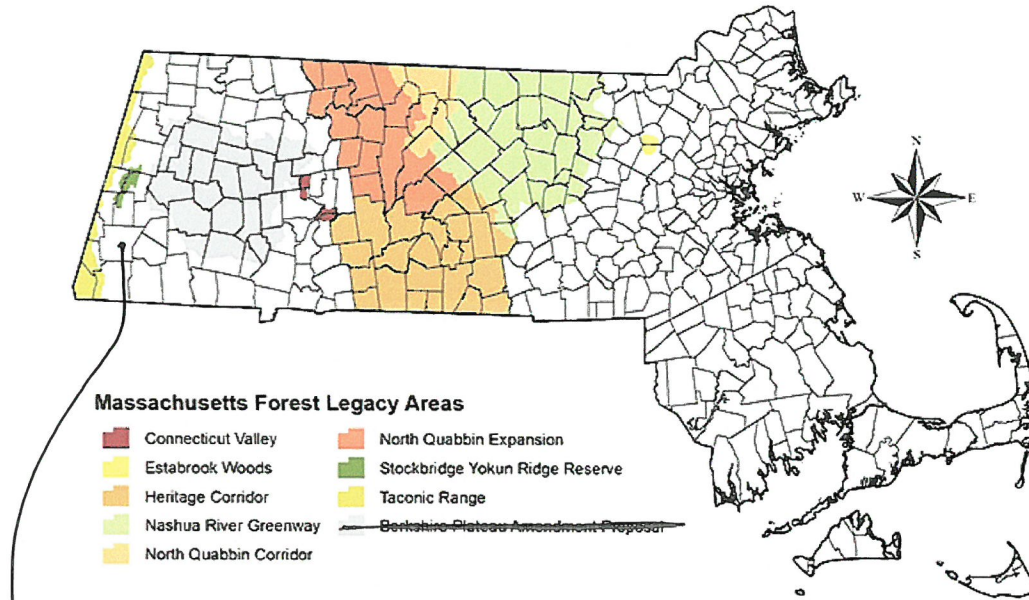 N
W
E
S
Massachusetts Forest Legacy Areas
Connecticut Valley
Estabrook Woods
Heritage Corridor
Nashua River Greenway
North Quabbin Corridor
North Quabbin Expansion
Stockbridge Yokun Ridge Reserve
Taconic Range
Berkshire Plateau Amendment Proposal